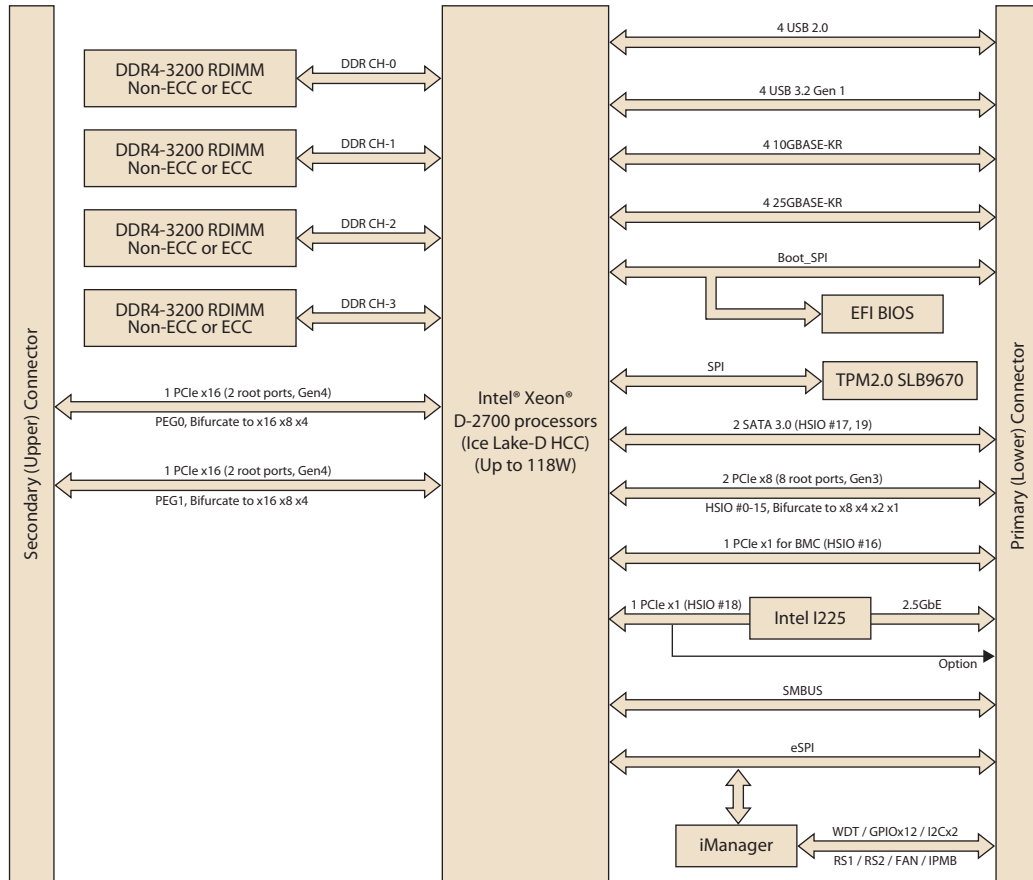 Secondary (Upper) Connector
DDR4-3200 RDIMM
Non-ECC or ECC
DDR CH-0
DDR4-3200 RDIMM
Non-ECC or ECC
DDR CH-1
DDR4-3200 RDIMM
Non-ECC or ECC
DDR CH-2
DDR4-3200 RDIMM
Non-ECC or ECC
DDR CH-3
1 PCIe x16 (2 root ports, Gen4)
PEG0, Bifurcate to x16 x8 x4
1 PCIe x16 (2 root ports, Gen4)
PEG1, Bifurcate to x16 x8 x4
Intel® Xeon®
D-2700 processors
(Ice Lake-D HCC)
(Up to 118W)
4 USB 2.0
4 USB 3.2 Gen 1
4 10GBASE-KR
4 25GBASE-KR
Boot_SPI
EFI BIOS
SPI
TPM2.0 SLB9670
2 SATA 3.0 (HSIO #17, 19)
2 PCIe x8 (8 root ports, Gen3)
HSIO #0-15, Bifurcate to x8 x4 x2 x1
1 PCIe x1 for BMC (HSIO #16)
1 PCIe x1 (HSIO #18)
Intel I225
2.5GbE
Option
SMBUS
eSPI
iManager
WDT / GPIOx12 / I2Cx2
RS1 / RS2 / FAN / IPMB
Primary (Lower) Connector